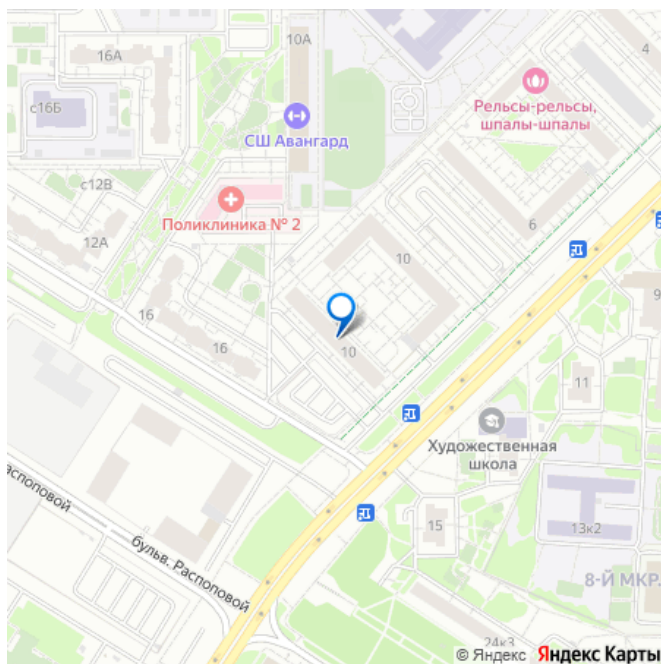 10А
16А
4
с16Б
Рельсы-рельсы,
шпалы-шпалы
СШ Авангард
с12В
Поликлиника № 2
6
12А
10
9
16
16
10
11
Художественная
школа
Распоповой
15
13к2
бульв. Распоповой
8-Й МКР.
24к3
© Яндекс Яндекс Карты